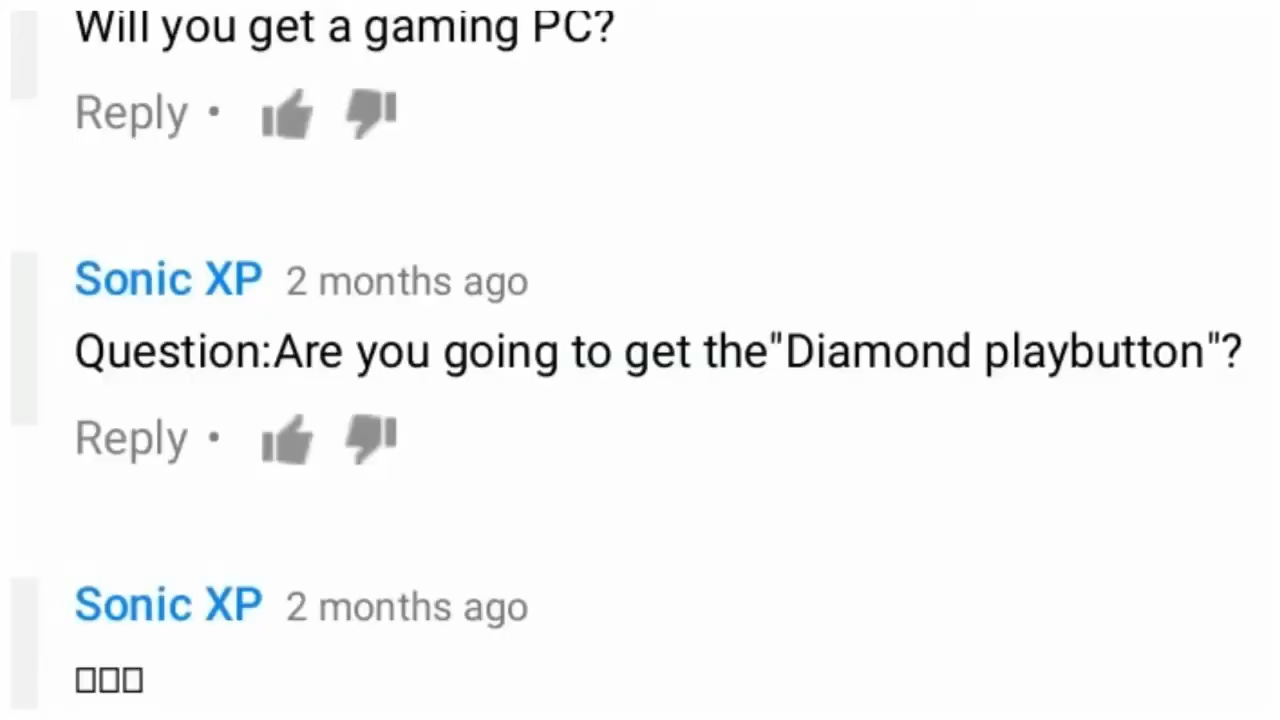 Will you get a gaming PC?
Reply •
Sonic XP 2 months ago
Question:Are you going to get the"Diamond playbutton"?
Reply •
Sonic XP 2 months ago
□□□